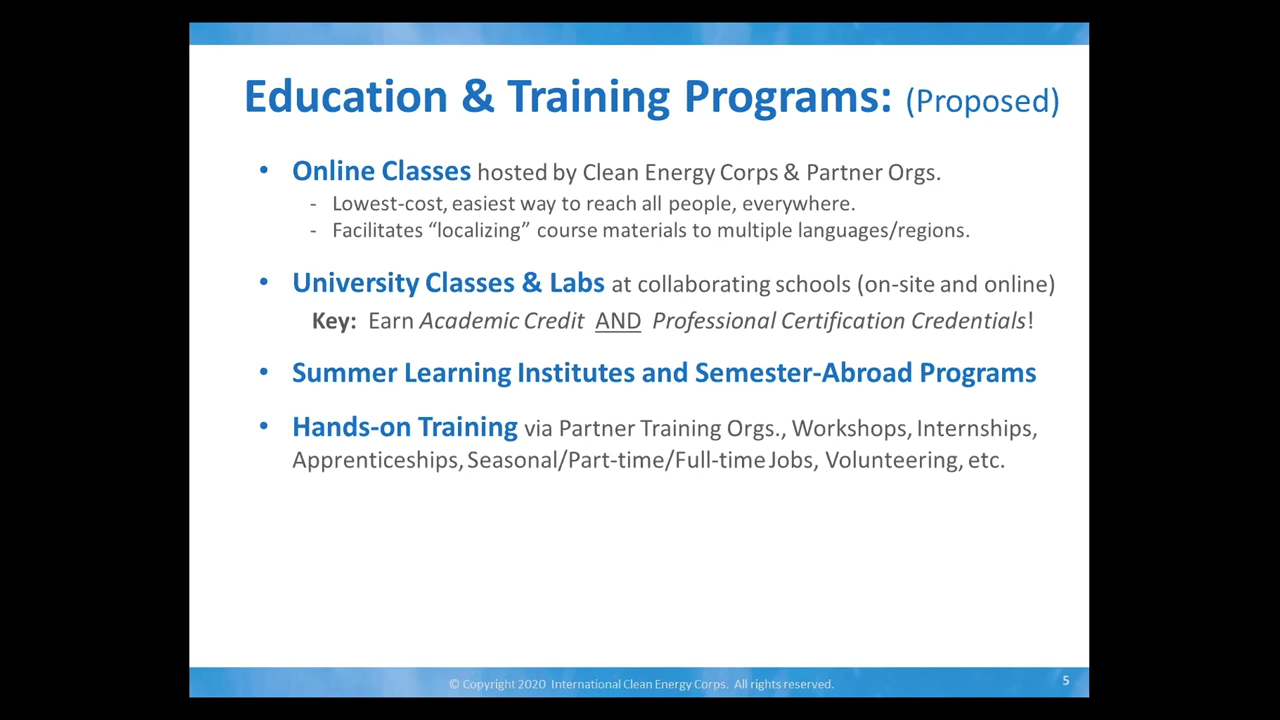 Education & Training Programs: (Proposed)
• Online Classes hosted by Clean Energy Corps & Partner Orgs.
- Lowest-cost, easiest way to reach all people, everywhere.
- Facilitates “localizing” course materials to multiple languages/regions.
• University Classes & Labs at collaborating schools (on-site and online)
Key: Earn Academic Credit AND Professional Certification Credentials!
• Summer Learning Institutes and Semester-Abroad Programs
• Hands-on Training via Partner Training Orgs., Workshops, Internships,
Apprenticeships, Seasonal/Part-time/Full-time Jobs, Volunteering, etc.
© Copyright 2020 International Clean Energy Corps. All rights reserved.
5